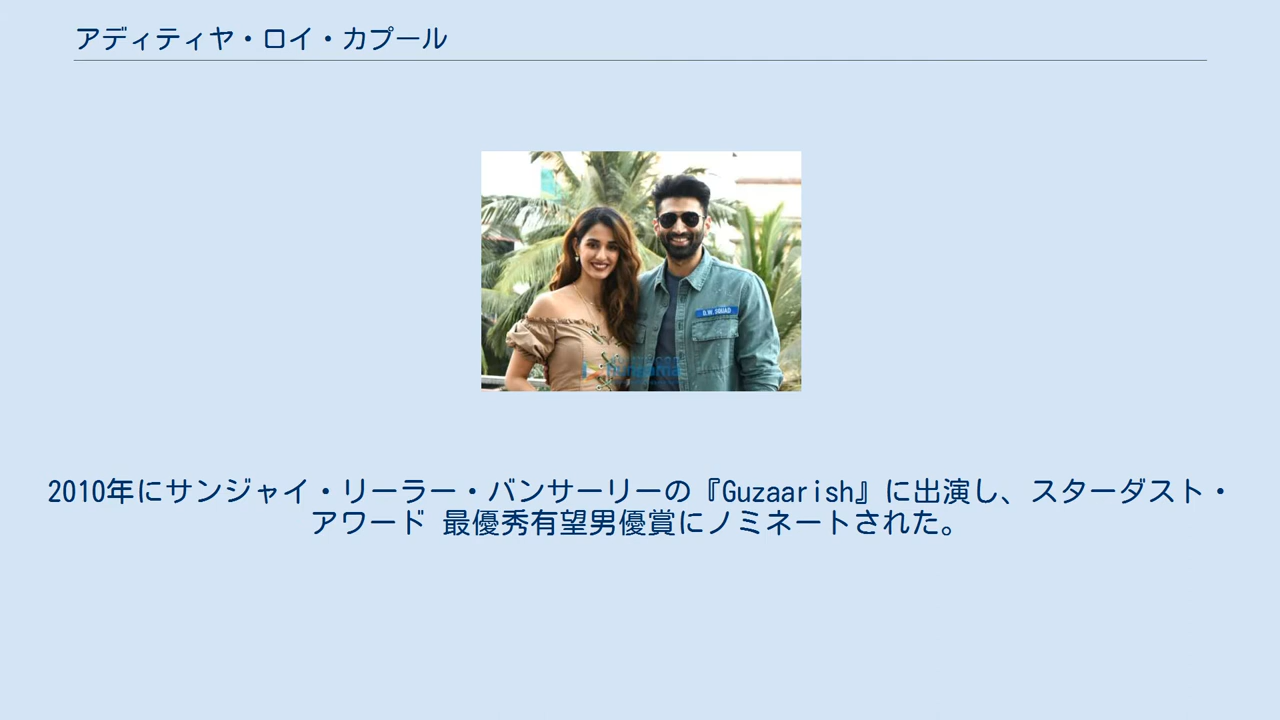 アディティヤ・ロイ・カプール
D.W. SQUAD
hungama
2010年にサンジャイ・リーラー・バンサーリーの『Guzaarish』に出演し、スターダスト・
アワード 最優秀有望男優賞にノミネートされた。